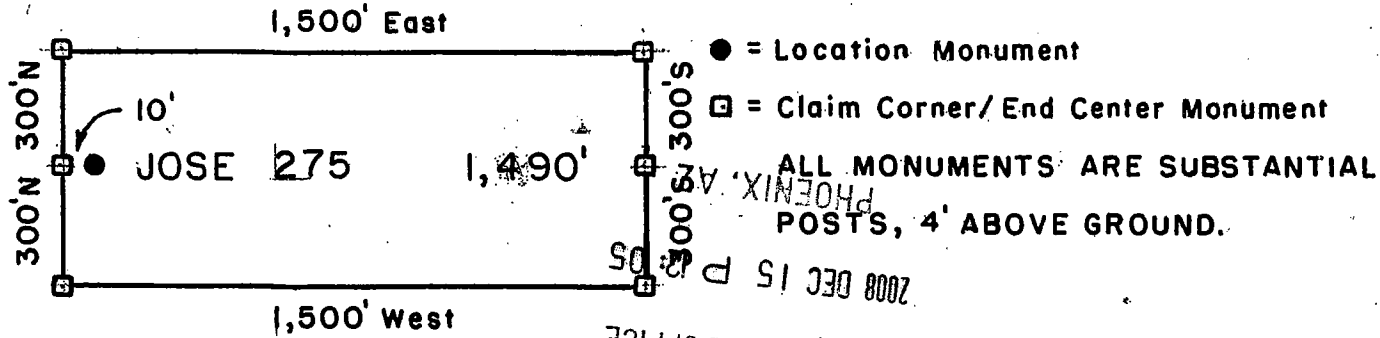 1,500' East
300'N
300'N
10'
JOSE 275
1,490'
300'S
300'S
1,500' West
● = Location Monument
⊡ = Claim Corner/End Center Monument
ALL MONUMENTS ARE SUBSTANTIAL
POSTS, 4' ABOVE GROUND.
PHOENIX, AZ.
2008 DEC 15 P 05